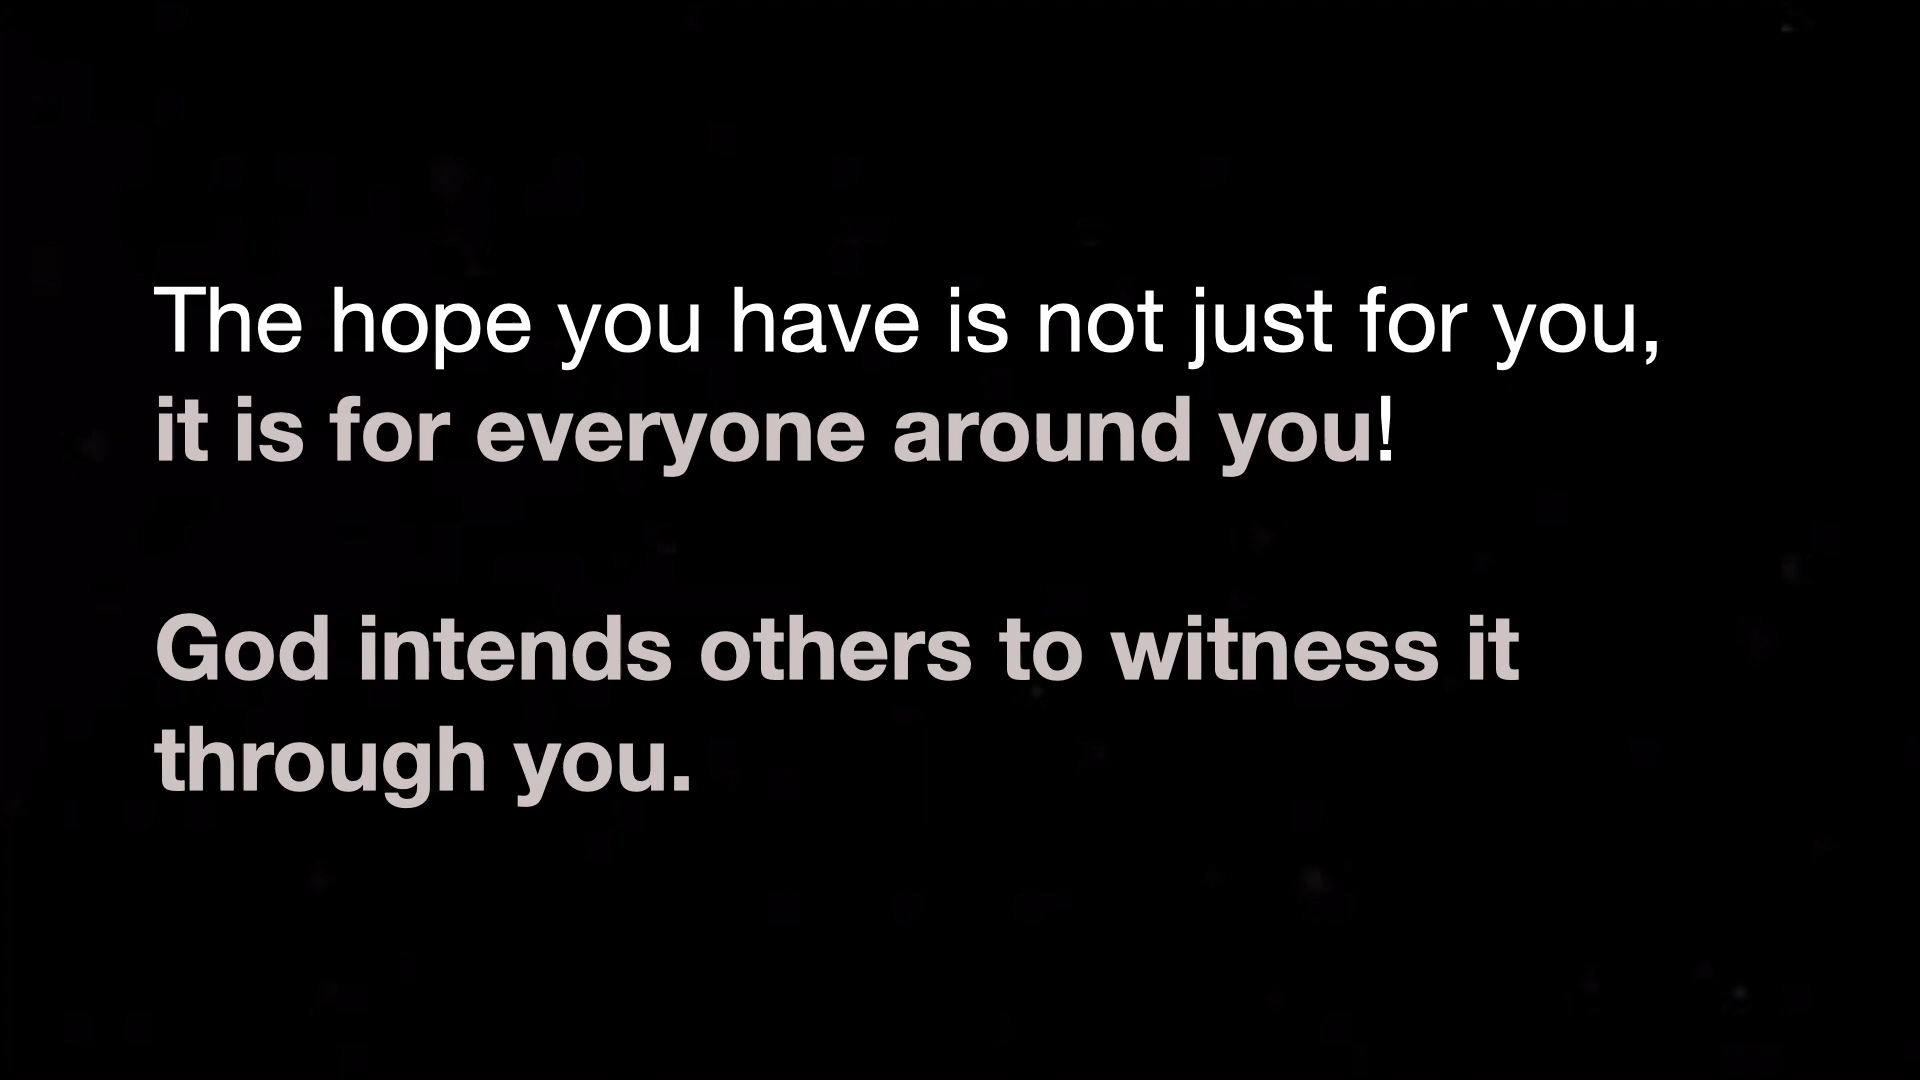 The hope you have is not just for you,
it is for everyone around you!
God intends others to witness it
through you.